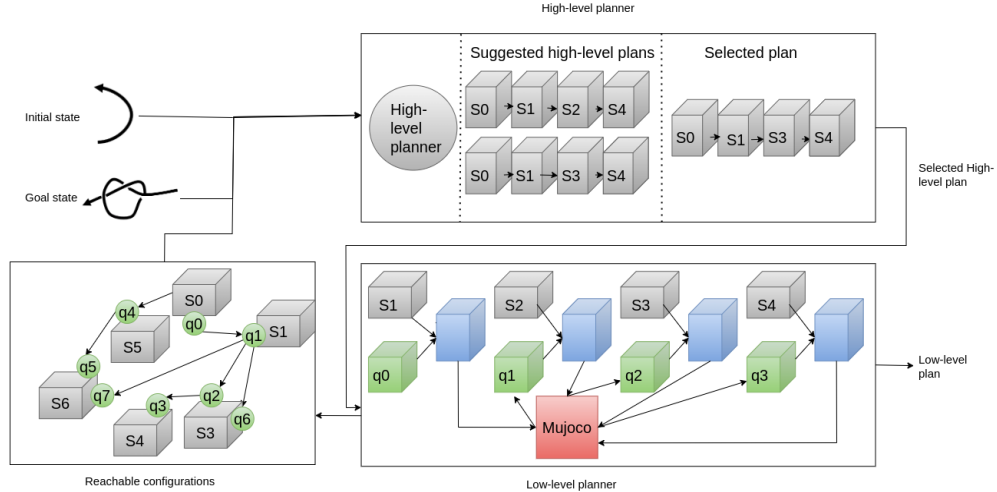 High-level planner
Suggested high-level plans
Selected plan
High-
level
planner
S0
S1
S2
S4
S0
S1
S3
S4
S0
S1
S3
S4
Initial state
Goal state
Selected High-
level plan
S0
q4
q0
q1
S1
S5
q5
q7
S6
q3
q2
q6
S4
S3
Reachable configurations
S1
S2
S3
S4
q0
q1
q2
q3
Mujoco
Low-level
plan
Low-level planner